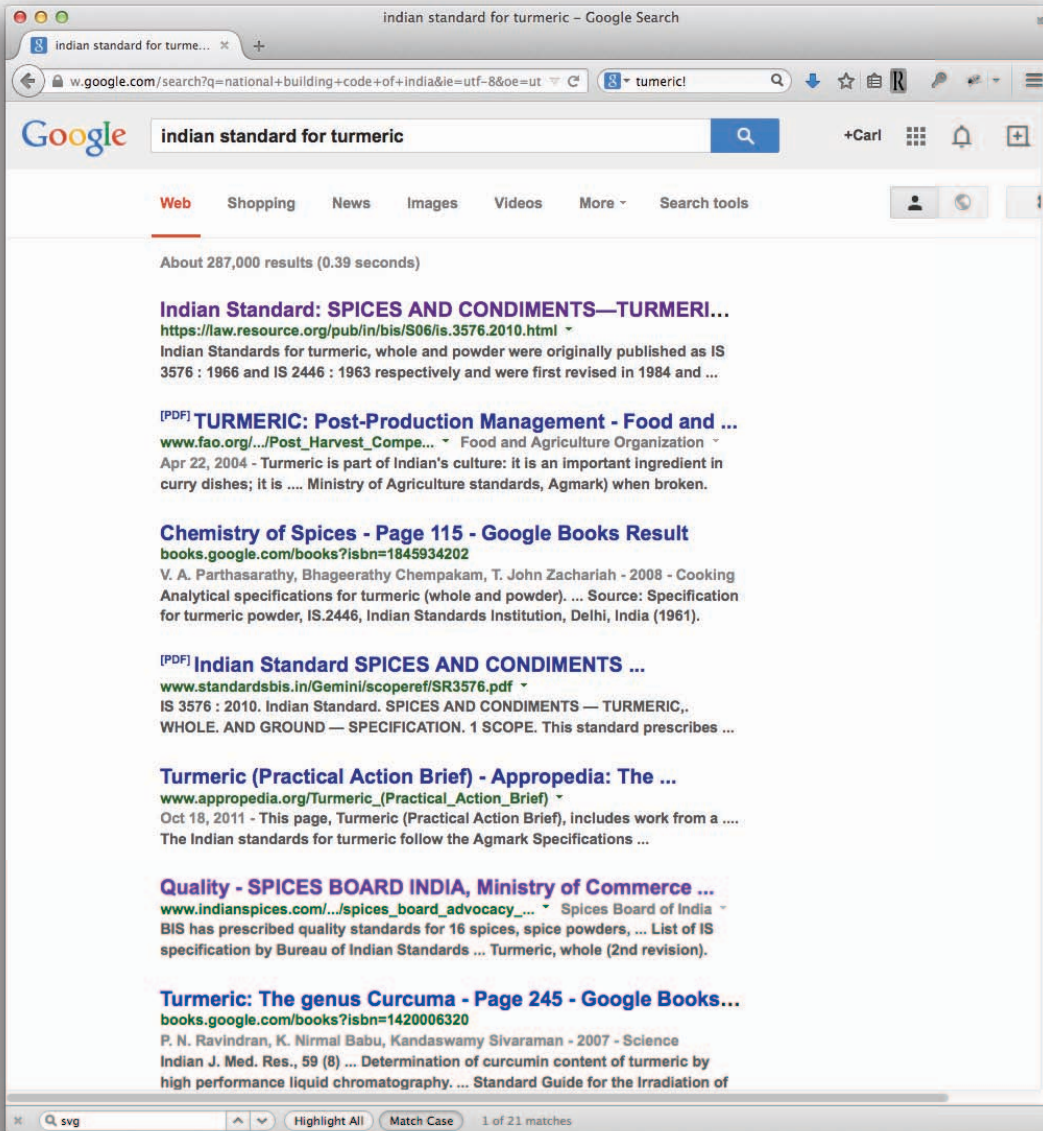 indian standard for turmeric – Google Search
indian standard for turme...
w.google.com/search?q=national+building+code+of+india&ie=utf-8&oe=ut
tumeric!
Google
indian standard for turmeric
+Carl
Web Shopping News Images Videos More Search tools
About 287,000 results (0.39 seconds)
Indian Standard: SPICES AND CONDIMENTS—TURMERI...
https://law.resource.org/pub/in/bis/S06/is.3576.2010.html
Indian Standards for turmeric, whole and powder were originally published as IS
3576 : 1966 and IS 2446 : 1963 respectively and were first revised in 1984 and ...
[PDF] TURMERIC: Post-Production Management - Food and ...
www.fao.org/.../Post_Harvest_Compe... Food and Agriculture Organization
Apr 22, 2004 - Turmeric is part of Indian's culture: it is an important ingredient in
curry dishes; it is .... Ministry of Agriculture standards, Agmark) when broken.
Chemistry of Spices - Page 115 - Google Books Result
books.google.com/books?isbn=1845934202
V. A. Parthasarathy, Bhageerathy Chempakam, T. John Zachariah - 2008 - Cooking
Analytical specifications for turmeric (whole and powder). ... Source: Specification
for turmeric powder, IS.2446, Indian Standards Institution, Delhi, India (1961).
[PDF] Indian Standard SPICES AND CONDIMENTS ...
www.standardsbis.in/Gemini/scoperef/SR3576.pdf
IS 3576 : 2010. Indian Standard. SPICES AND CONDIMENTS — TURMERIC,.
WHOLE. AND GROUND — SPECIFICATION. 1 SCOPE. This standard prescribes ...
Turmeric (Practical Action Brief) - Appropedia: The ...
www.appropedia.org/Turmeric_(Practical_Action_Brief)
Oct 18, 2011 - This page, Turmeric (Practical Action Brief), includes work from a ....
The Indian standards for turmeric follow the Agmark Specifications ...
Quality - SPICES BOARD INDIA, Ministry of Commerce ...
www.indianspices.com/.../spices_board_advocacy_... Spices Board of India
BIS has prescribed quality standards for 16 spices, spice powders, ... List of IS
specification by Bureau of Indian Standards ... Turmeric, whole (2nd revision).
Turmeric: The genus Curcuma - Page 245 - Google Books...
books.google.com/books?isbn=1420006320
P. N. Ravindran, K. Nirmal Babu, Kandaswamy Sivaraman - 2007 - Science
Indian J. Med. Res., 59 (8) ... Determination of curcumin content of turmeric by
high performance liquid chromatography. ... Standard Guide for the Irradiation of
svg Highlight All Match Case 1 of 21 matches